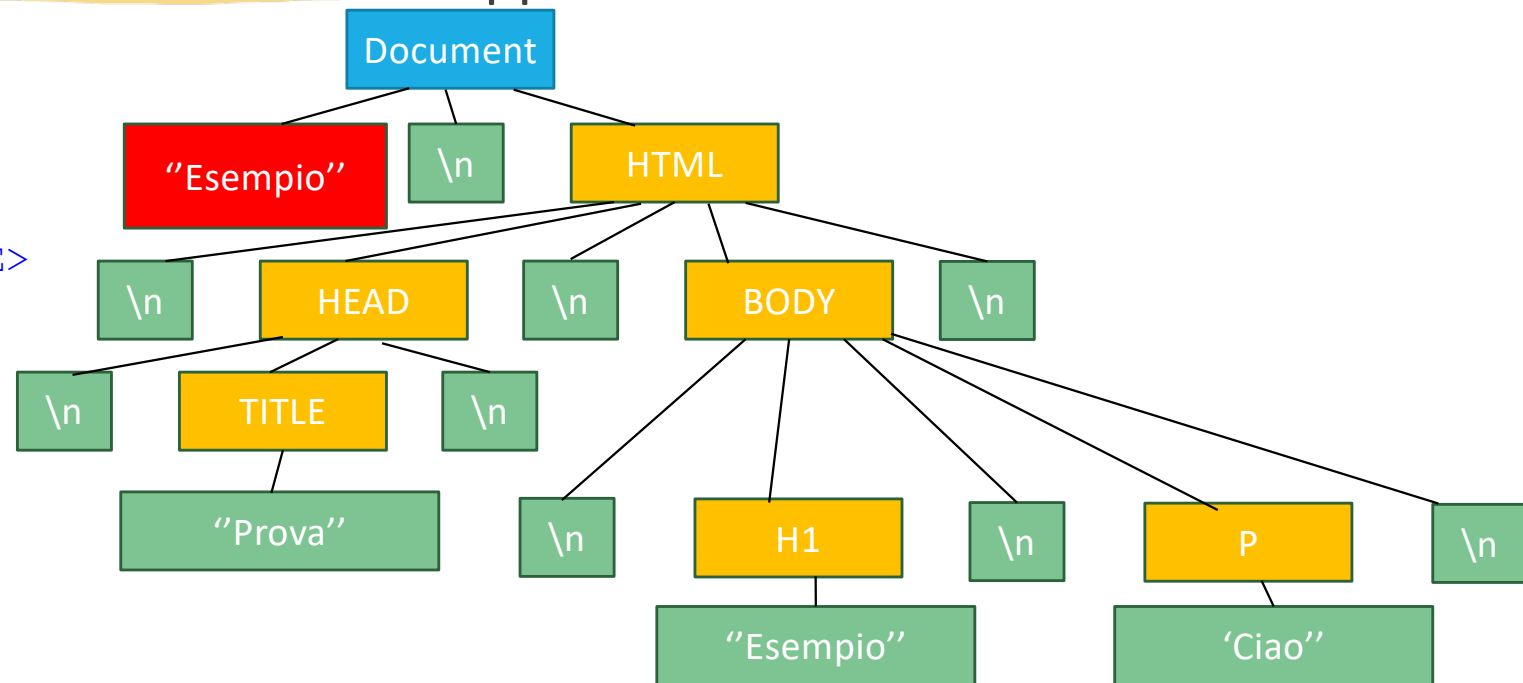 Document
‘’Esempio’’
\n
HTML
\n
HEAD
\n
BODY
\n
\n
TITLE
\n
‘’Prova’’
\n
H1
\n
P
\n
‘’Esempio’’
‘Ciao’’